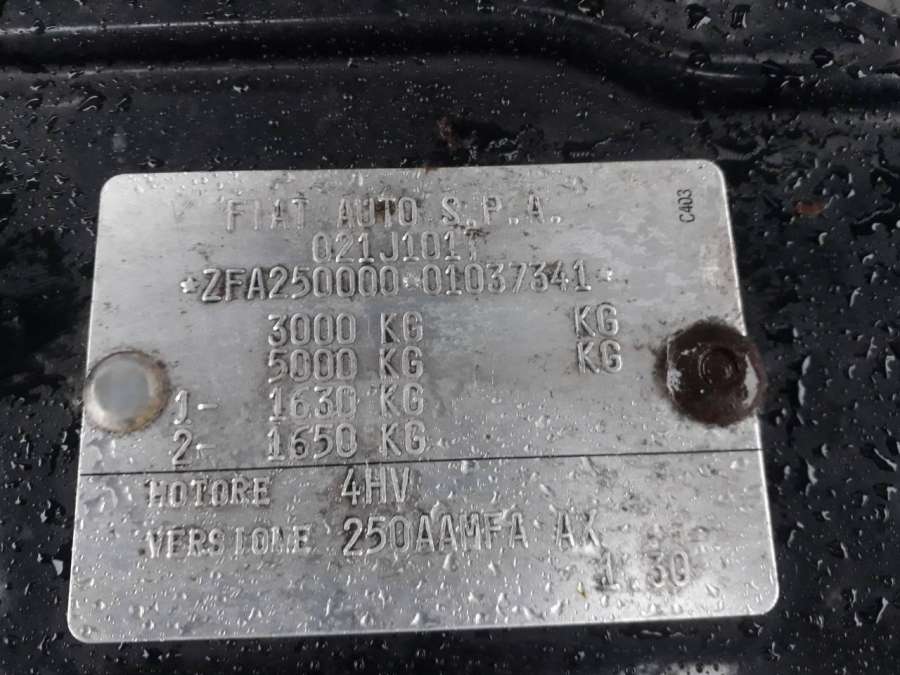 FIAT AUTO S.P.A.
C403
021J101T
*ZFA250000*01037341*
3000 KG KG
5000 KG KG
1- 1630 KG
2- 1650 KG
MOTORE 4HV
VERSIONE 250AAMFA AX
1.30